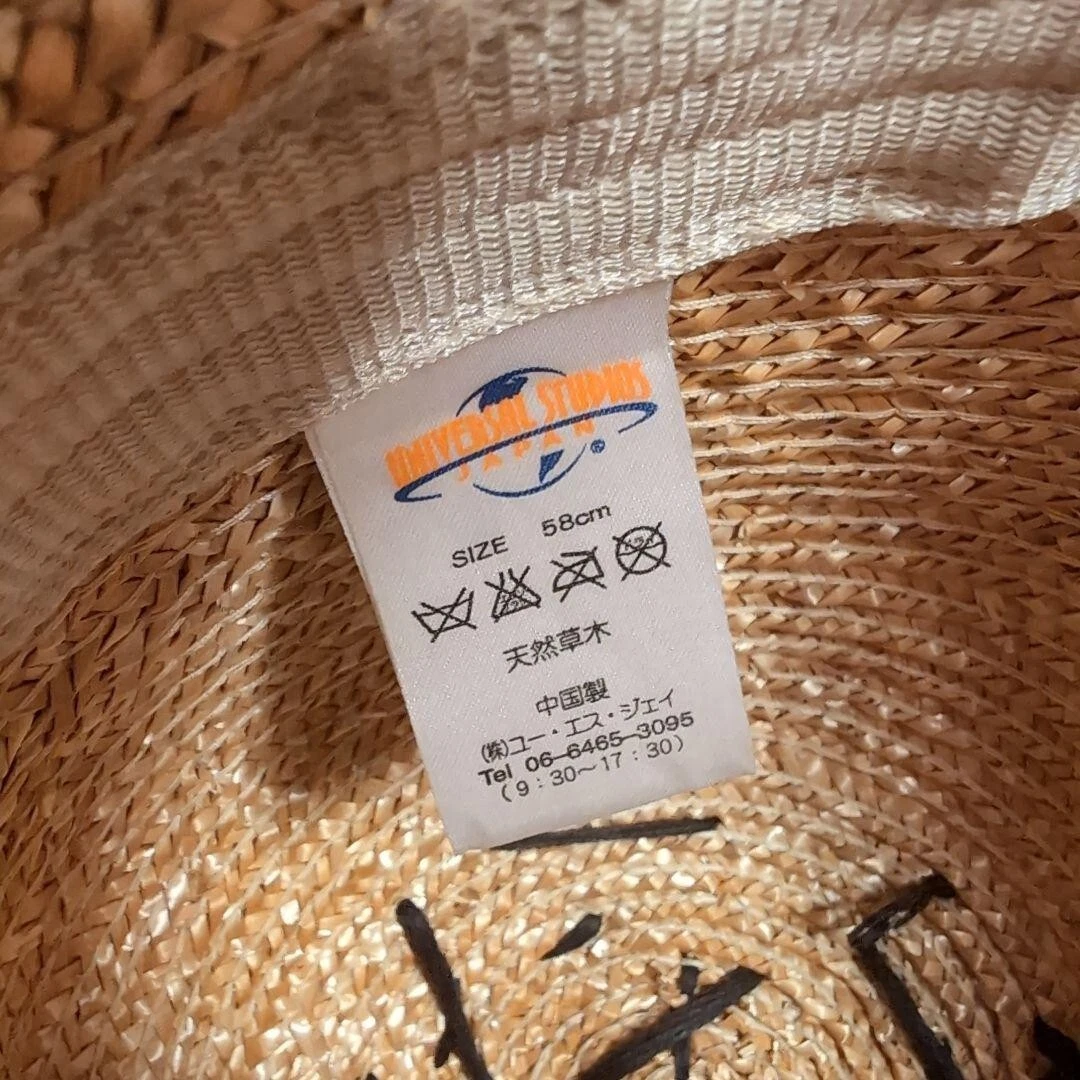 UNIVERSAL STUDIOS
JAPAN
®
SIZE 58cm
天然草木
中国製
(株)ユー・エス・ジェイ
Tel 06-6465-3095
(9:30~17:30)